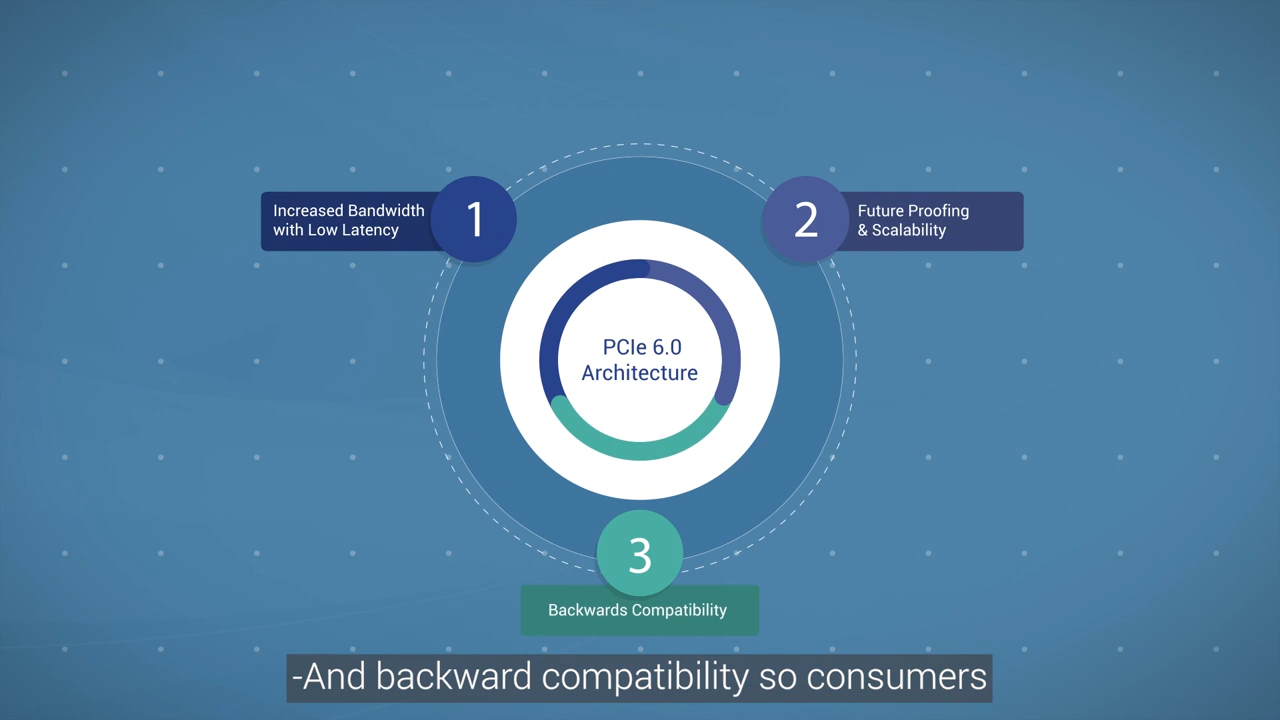 1
Increased Bandwidth
with Low Latency
2
Future Proofing
& Scalability
PCIe 6.0
Architecture
3
Backwards Compatibility
-And backward compatibility so consumers